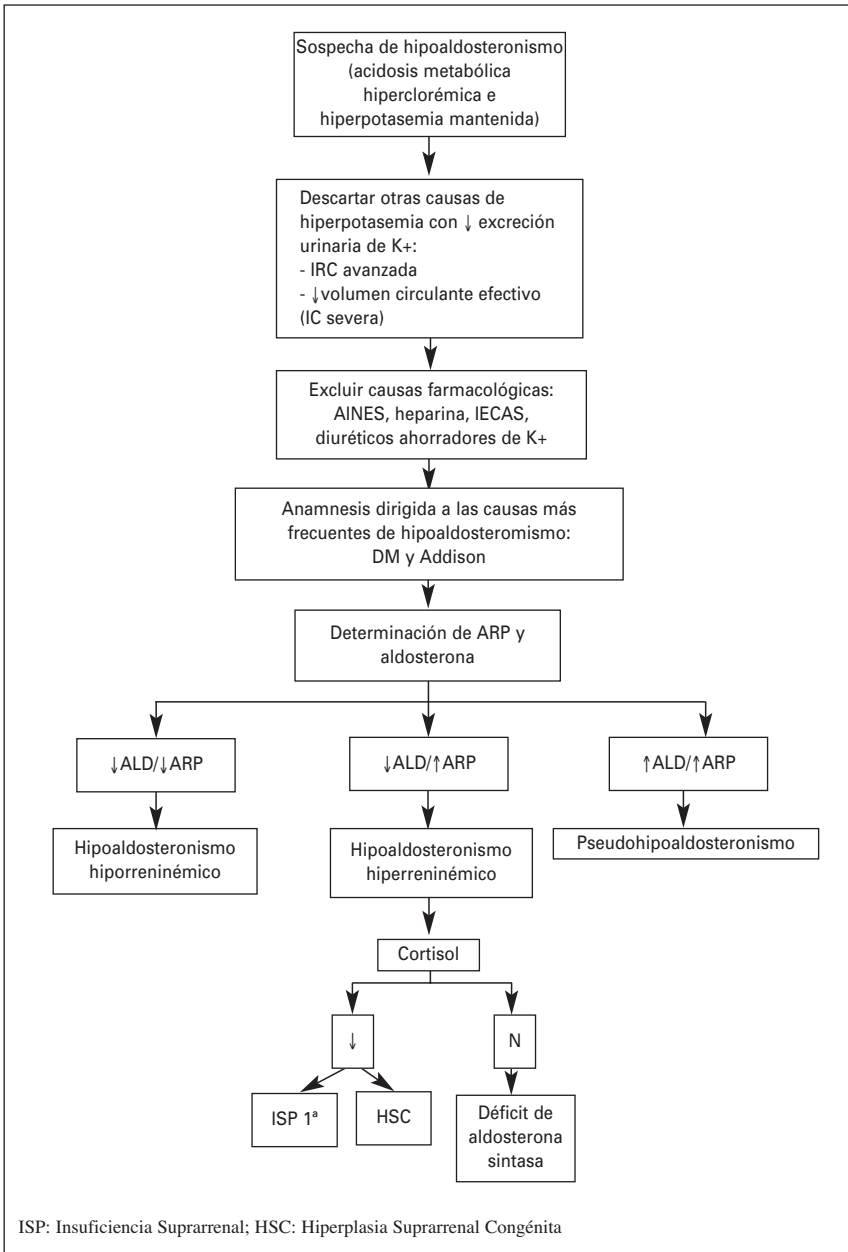 Sospecha de hipoaldosteronismo
(acidosis metabólica
hiperclorémica e
hiperpotasemia mantenida)
Descartar otras causas de
hiperpotasemia con ↓ excreción
urinaria de K+:
- IRC avanzada
- ↓volumen circulante efectivo
(IC severa)
Excluir causas farmacológicas:
AINES, heparina, IECAS,
diuréticos ahorradores de K+
Anamnesis dirigida a las causas más
frecuentes de hipoaldosteromismo:
DM y Addison
Determinación de ARP y
aldosterona
↓ALD/↓ARP
↓ALD/↑ARP
↑ALD/↑ARP
Hipoaldosteronismo
hiporreninémico
Hipoaldosteronismo
hiperreninémico
Pseudohipoaldosteronismo
Cortisol
↓
N
ISP 1ª
HSC
Déficit de
aldosterona
sintasa
ISP: Insuficiencia Suprarrenal; HSC: Hiperplasia Suprarrenal Congénita